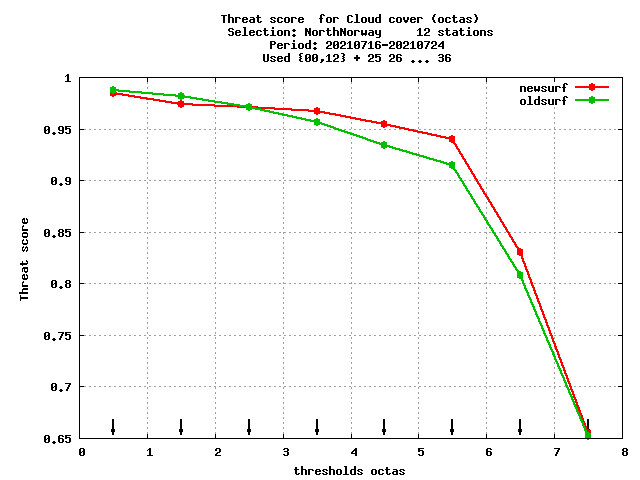 Threat score  for Cloud cover (octas)
Selection: NorthNorway     12 stations
Period: 20210716-20210724
Used {00,12} + 25 26 ... 36
newsurf
oldsurf
1
0,95
0,9
0,85
0,8
0,75
0,7
0,65
Threat score
0 1 2 3 4 5 6 7 8
thresholds octas